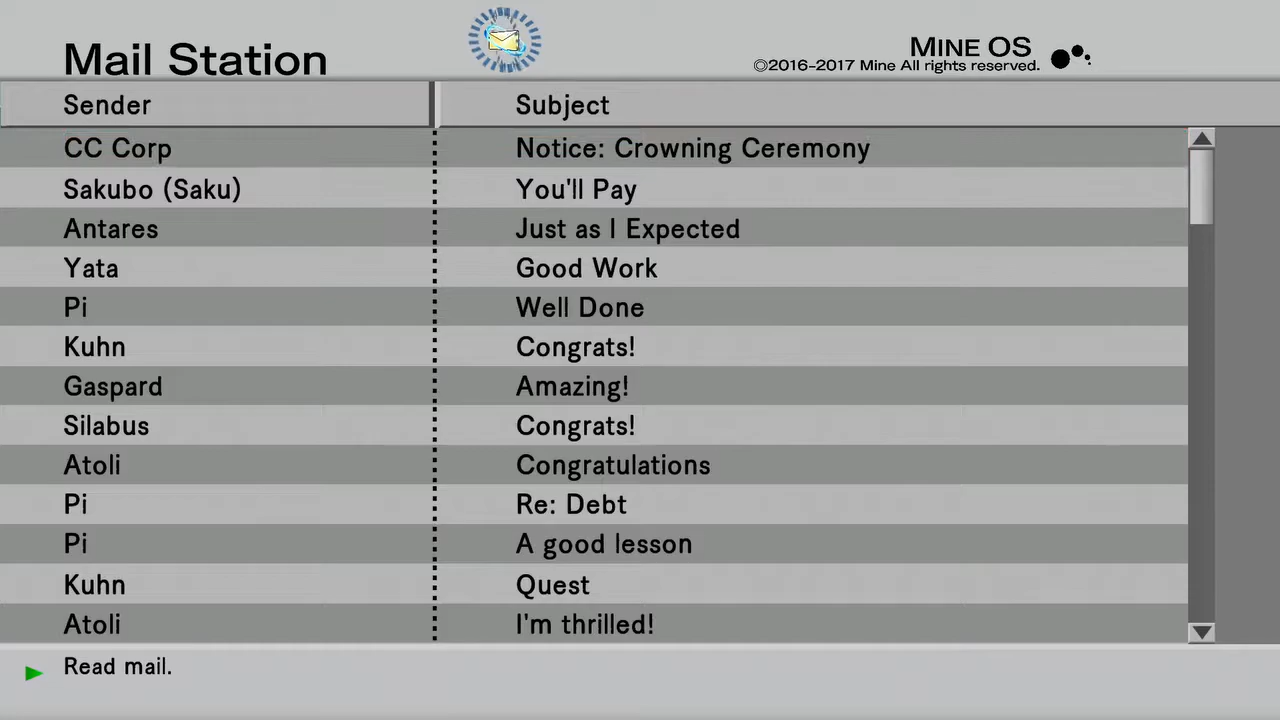 Mail Station
MINE OS
©2016-2017 Mine All rights reserved.
Sender Subject
CC Corp Notice: Crowning Ceremony
Sakubo (Saku) You'll Pay
Antares Just as I Expected
Yata Good Work
Pi Well Done
Kuhn Congrats!
Gaspard Amazing!
Silabus Congrats!
Atoli Congratulations
Pi Re: Debt
Pi A good lesson
Kuhn Quest
Atoli I'm thrilled!
Read mail.